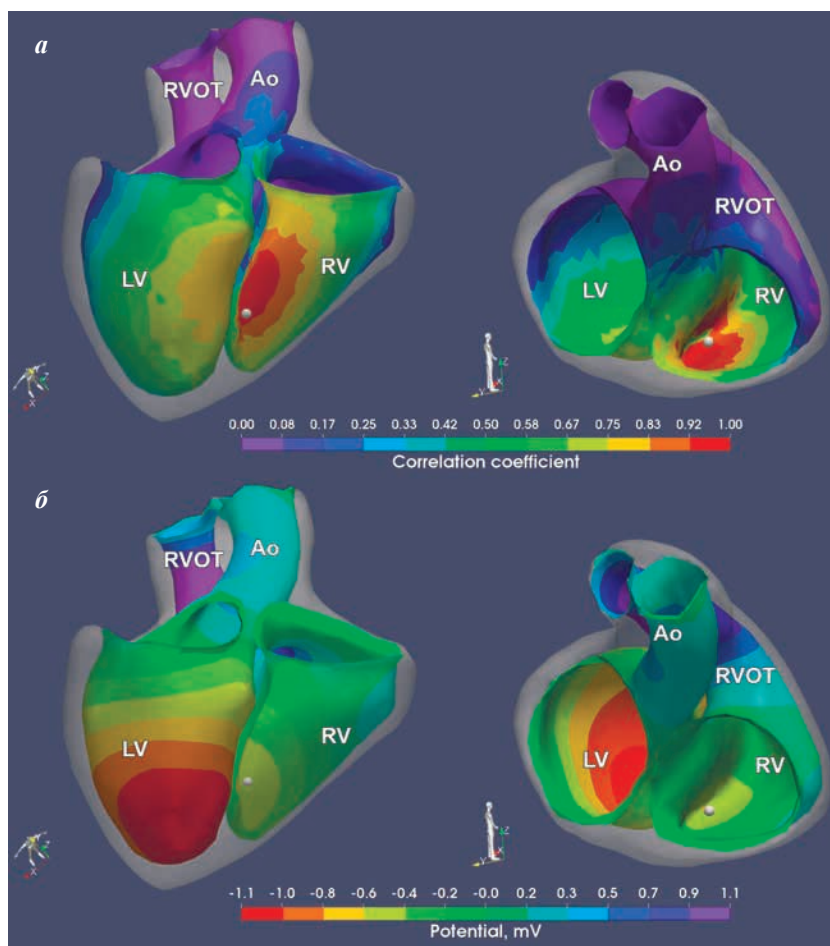 а
RVOT
Ao
LV
RV
Ao
RVOT
LV
RV
0.00 0.08 0.17 0.25 0.33 0.42 0.50 0.58 0.67 0.75 0.83 0.92 1.00
Correlation coefficient
б
RVOT
Ao
LV
RV
Ao
RVOT
LV
RV
-1.1 -1.0 -0.8 -0.6 -0.4 -0.2 -0.0 0.2 0.3 0.5 0.7 0.9 1.1
Potential, mV